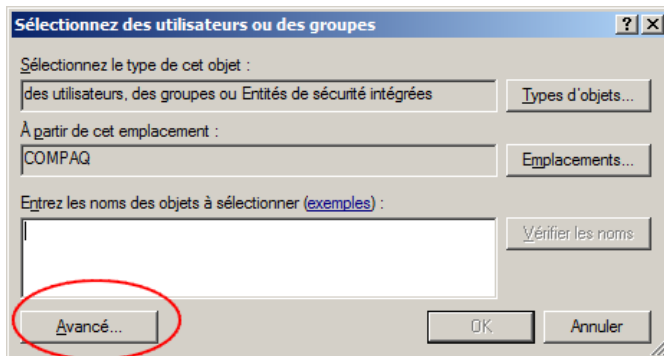 Sélectionnez des utilisateurs ou des groupes
Sélectionnez le type de cet objet :
des utilisateurs, des groupes ou Entités de sécurité intégrées
Types d'objets...
À partir de cet emplacement :
COMPAQ
Emplacements...
Entrez les noms des objets à sélectionner (exemples) :
Vérifier les noms
Avancé...
OK
Annuler